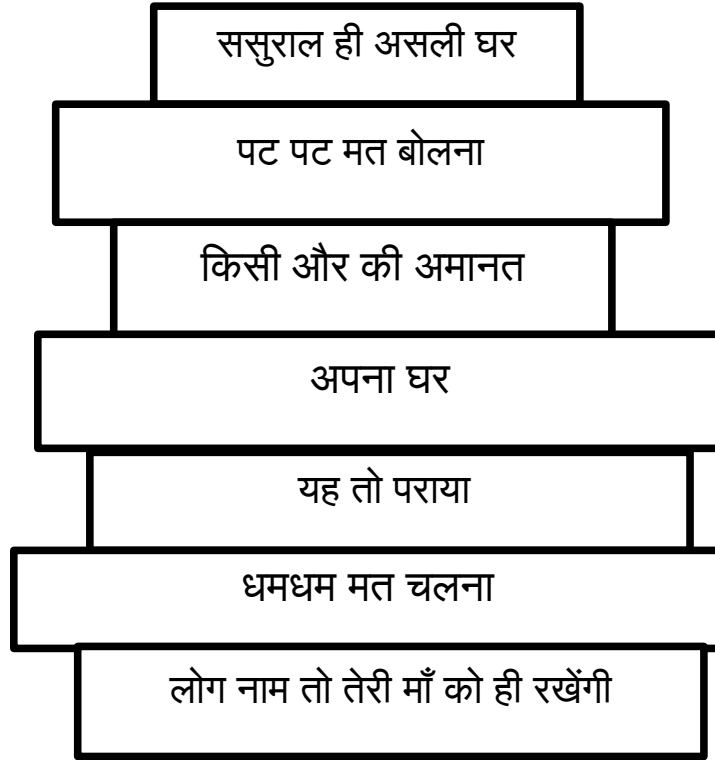 ससुराल ही असली घर
पट पट मत बोलना
किसी और की अमानत
अपना घर
यह तो पराया
धमधम मत चलना
लोग नाम तो तेरी माँ को ही रखेंगी